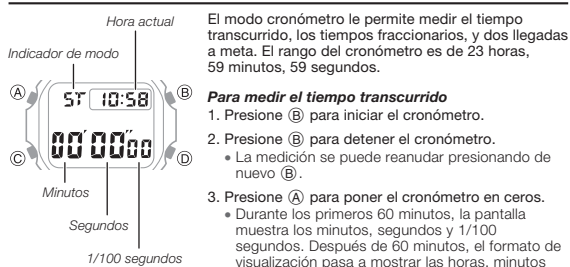 Hora actual
Indicador de modo
A
B
ST 10:58
00'00"00
C
D
Minutos
Segundos
1/100 segundos
El modo cronómetro le permite medir el tiempo
transcurrido, los tiempos fraccionarios, y dos llegadas
a meta. El rango del cronómetro es de 23 horas,
59 minutos, 59 segundos.
Para medir el tiempo transcurrido
1. Presione Ⓑ para iniciar el cronómetro.
2. Presione Ⓑ para detener el cronómetro.
• La medición se puede reanudar presionando de
nuevo Ⓑ.
3. Presione Ⓐ para poner el cronómetro en ceros.
• Durante los primeros 60 minutos, la pantalla
muestra los minutos, segundos y 1/100
segundos. Después de 60 minutos, el formato de
visualización pasa a mostrar las horas, minutos